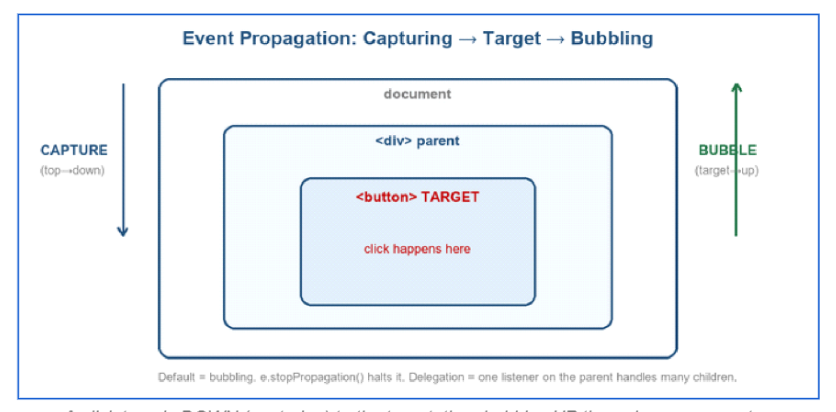 Event Propagation: Capturing → Target → Bubbling
document
<div> parent
CAPTURE
(top→down)
BUBBLE
(target→up)
<button> TARGET
click happens here
Default = bubbling. e.stopPropagation() halts it. Delegation = one listener on the parent handles many children.